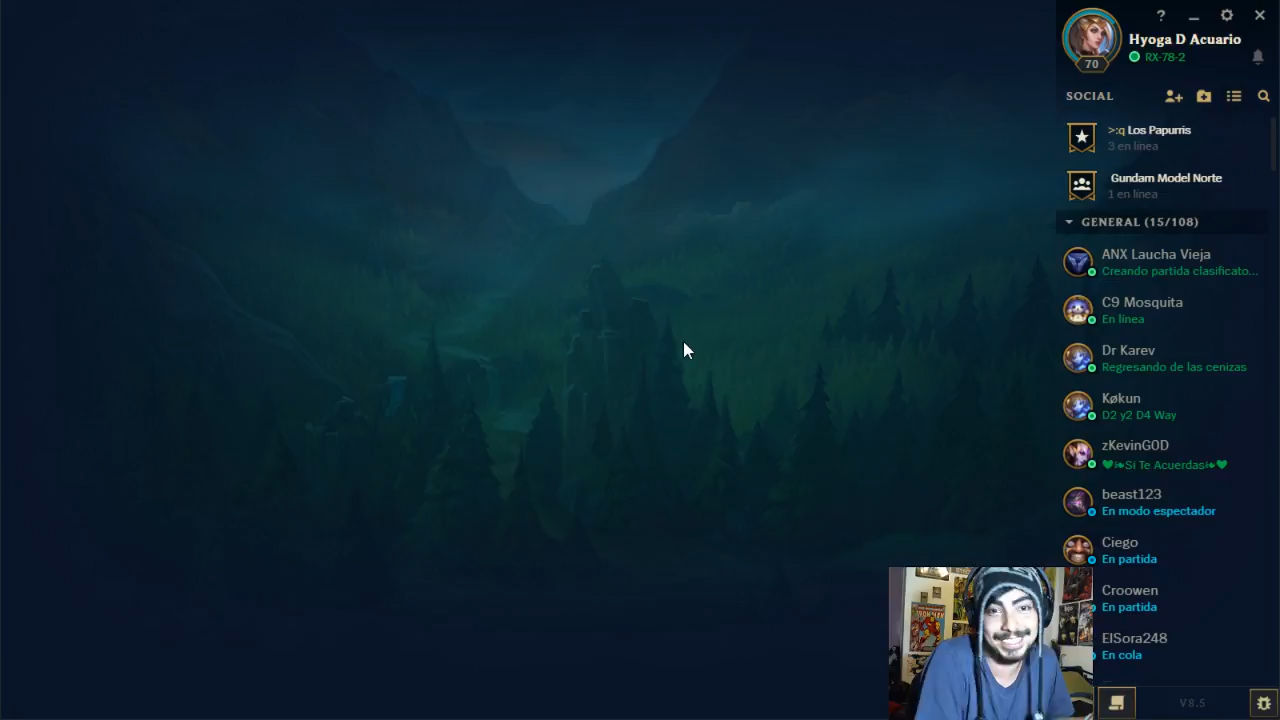 ?
Hyoga D Acuario
RX-78-2
70
SOCIAL
>:q Los Papurris
3 en línea
Gundam Model Norte
1 en línea
GENERAL (15/108)
ANX Laucha Vieja
Creando partida clasificato...
C9 Mosquita
En línea
Dr Karev
Regresando de las cenizas
Køkun
D2 y2 D4 Way
zKevinG0D
♥❧Si Te Acuerdas❧♥
beast123
En modo espectador
Ciego
En partida
Croowen
En partida
ElSora248
En cola
IRON MAN
V8.5